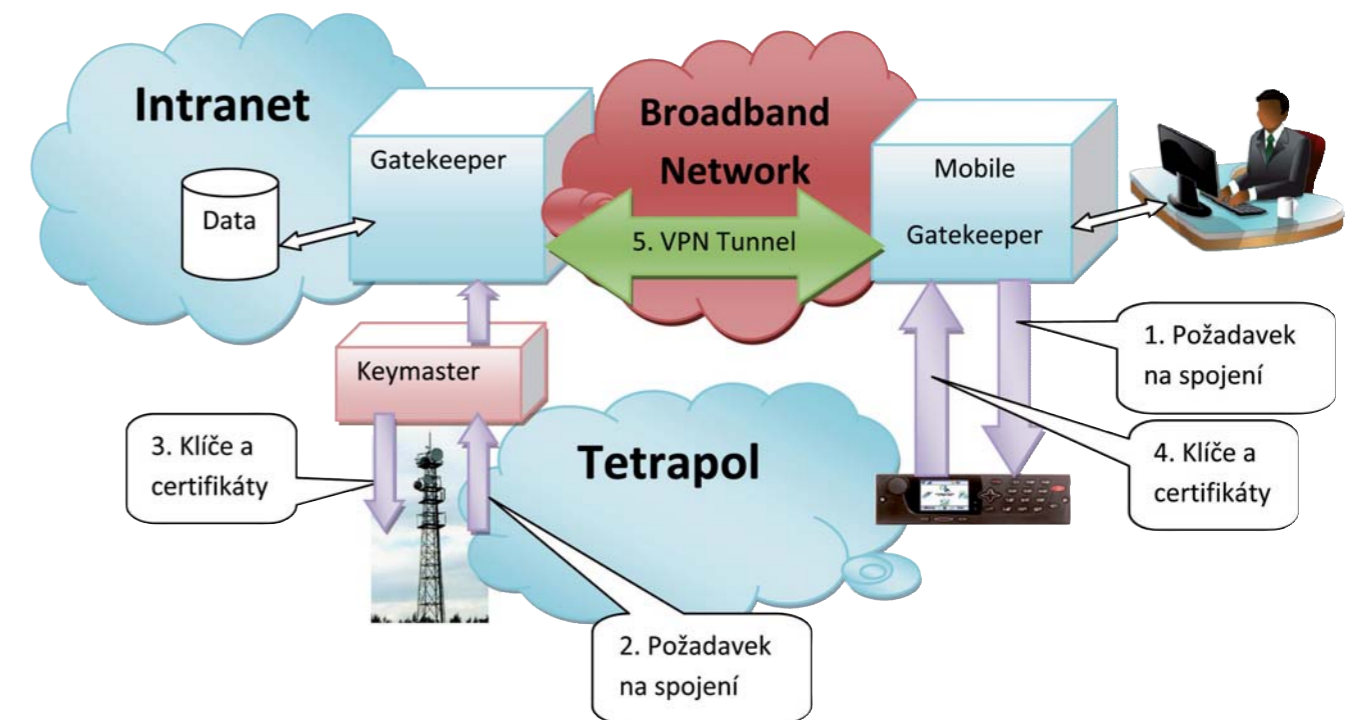 Intranet
Broadband
Network
Gatekeeper
Mobile
Gatekeeper
Data
5. VPN Tunnel
1. Požadavek
na spojení
Keymaster
3. Klíče a
certifikáty
Tetrapol
4. Klíče a
certifikáty
2. Požadavek
na spojení